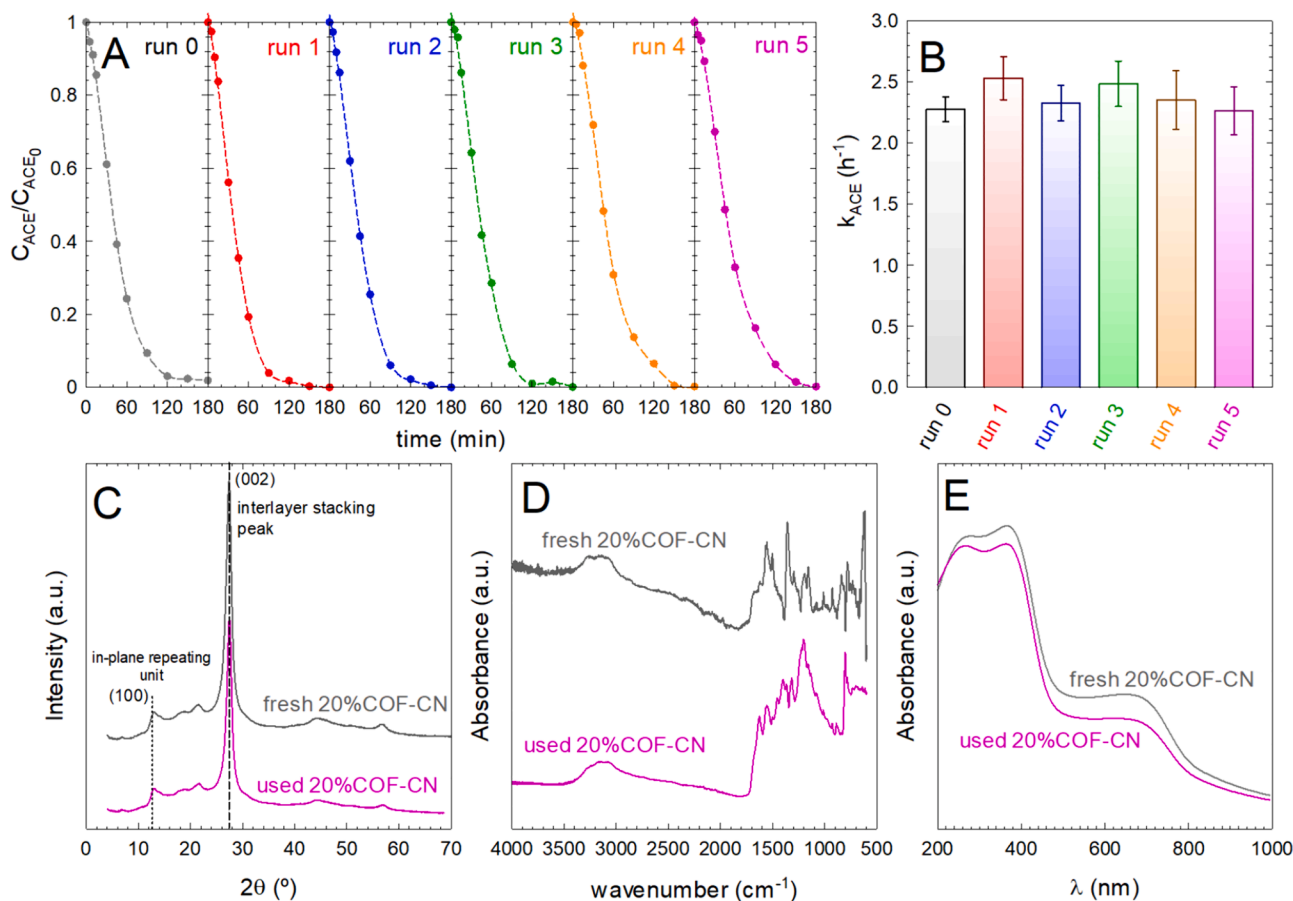 A
run 0
run 1
run 2
run 3
run 4
run 5
C_ACE/C_ACE₀
1
0.8
0.6
0.4
0.2
0
0 60 120 180 60 120 180 60 120 180 60 120 180 60 120 180 60 120 180
time (min)
B
k_ACE (h⁻¹)
3.0
2.5
2.0
1.5
1.0
0.5
0.0
run 0
run 1
run 2
run 3
run 4
run 5
C
(002)
interlayer stacking
peak
in-plane repeating
unit
(100)
fresh 20%COF-CN
used 20%COF-CN
Intensity (a.u.)
0 10 20 30 40 50 60 70
2θ (º)
D
fresh 20%COF-CN
used 20%COF-CN
Absorbance (a.u.)
4000 3500 3000 2500 2000 1500 1000 500
wavenumber (cm⁻¹)
E
fresh 20%COF-CN
used 20%COF-CN
Absorbance (a.u.)
200 400 600 800 1000
λ (nm)